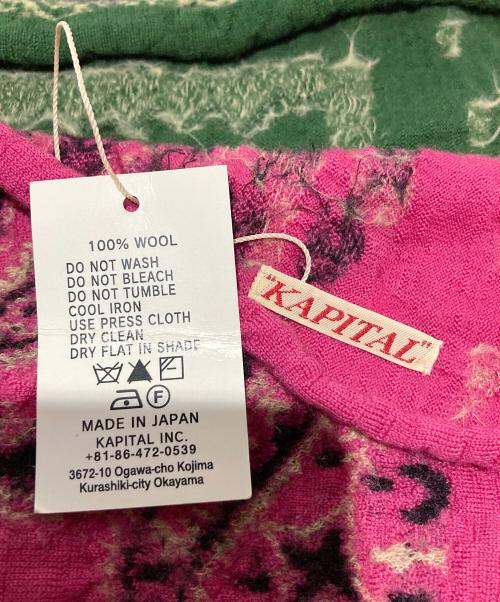 100% WOOL
DO NOT WASH
DO NOT BLEACH
DO NOT TUMBLE
COOL IRON
USE PRESS CLOTH
DRY CLEAN
DRY FLAT IN SHADE
F
MADE IN JAPAN
KAPITAL INC.
+81-86-472-0539
3672-10 Ogawa-cho Kojima
Kurashiki-city Okayama
"KAPITAL"